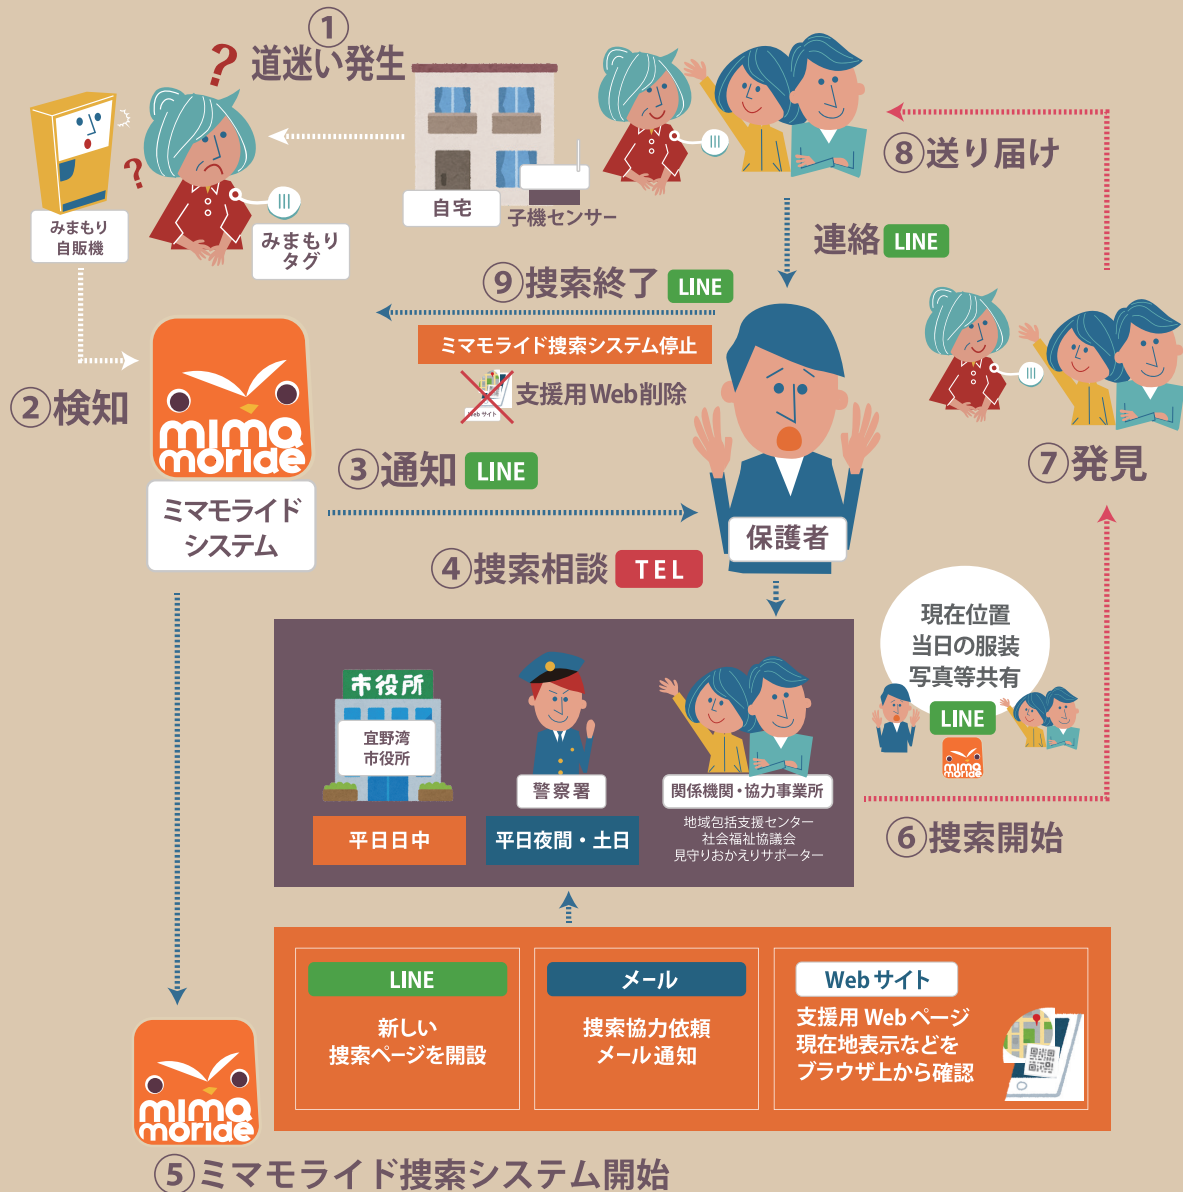 ①
道迷い発生
?
?
みまもり
自販機
みまもり
タグ
自宅
子機センサー
⑧送り届け
連絡 LINE
⑨捜索終了 LINE
ミマモライド捜索システム停止
Web サイト
支援用Web削除
②検知
mimamoride
ミマモライド
システム
③通知 LINE
保護者
④捜索相談 TEL
⑦発見
現在位置
当日の服装
写真等共有
LINE
mimamoride
⑥捜索開始
市役所
宜野湾
市役所
平日日中
警察署
平日夜間・土日
関係機関・協力事業所
地域包括支援センター
社会福祉協議会
見守りおかえりサポーター
LINE
新しい
捜索ページを開設
メール
捜索協力依頼
メール通知
Web サイト
支援用 Web ページ
現在地表示などを
ブラウザ上から確認
mimamoride
⑤ミマモライド捜索システム開始